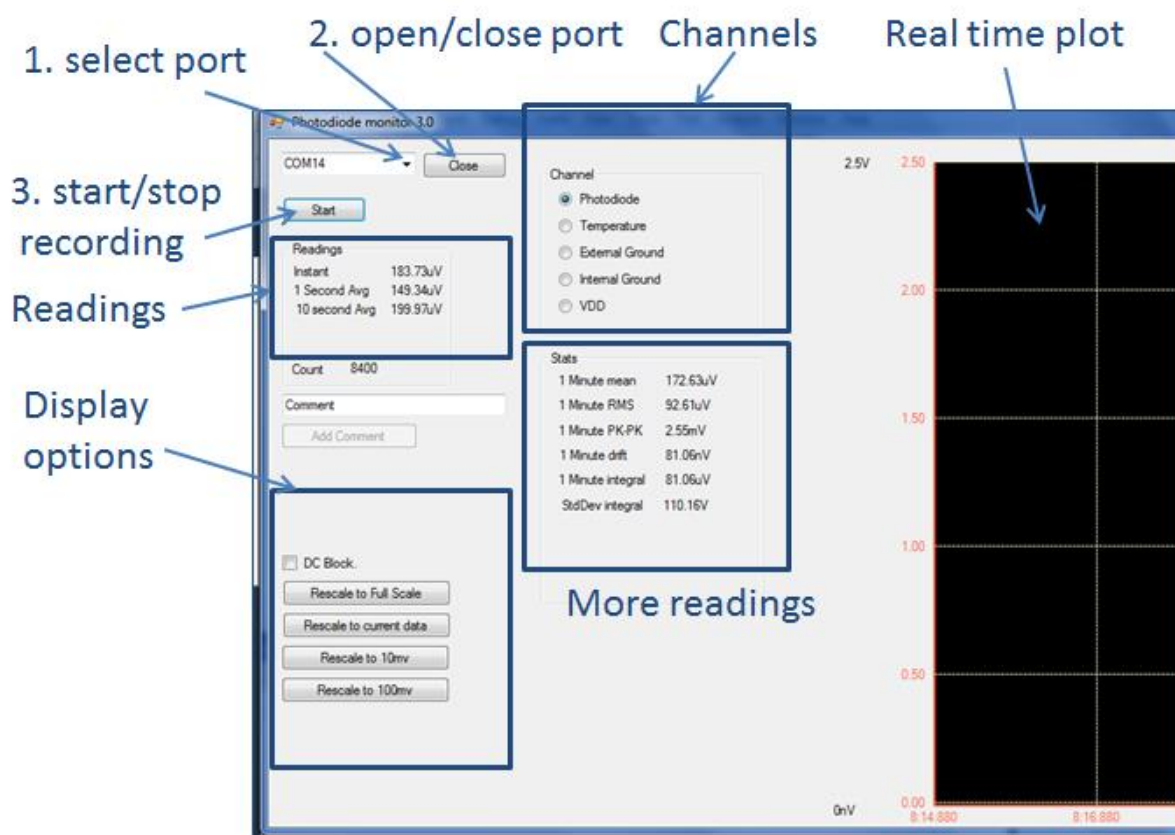 2. open/close port
Channels
Real time plot
1. select port
Photodiode monitor 3.0
COM14
Close
3. start/stop
recording
Start
Readings
Readings
Instant 183.73uV
1 Second Avg 149.34uV
10 second Avg 199.97uV
Count 8400
Display
options
Comment
Add Comment
DC Block.
Rescale to Full Scale
Rescale to current data
Rescale to 10mv
Rescale to 100mv
Channel
Photodiode
Temperature
External Ground
Internal Ground
VDD
Stats
1 Minute mean 172.63uV
1 Minute RMS 92.61uV
1 Minute PK-PK 2.55mV
1 Minute drift 81.06nV
1 Minute integral 81.06uV
StdDev integral 110.16V
More readings
2.5V
2.50
2.00
1.50
1.00
0.50
0nV
0.00
8:14.880
8:16.880